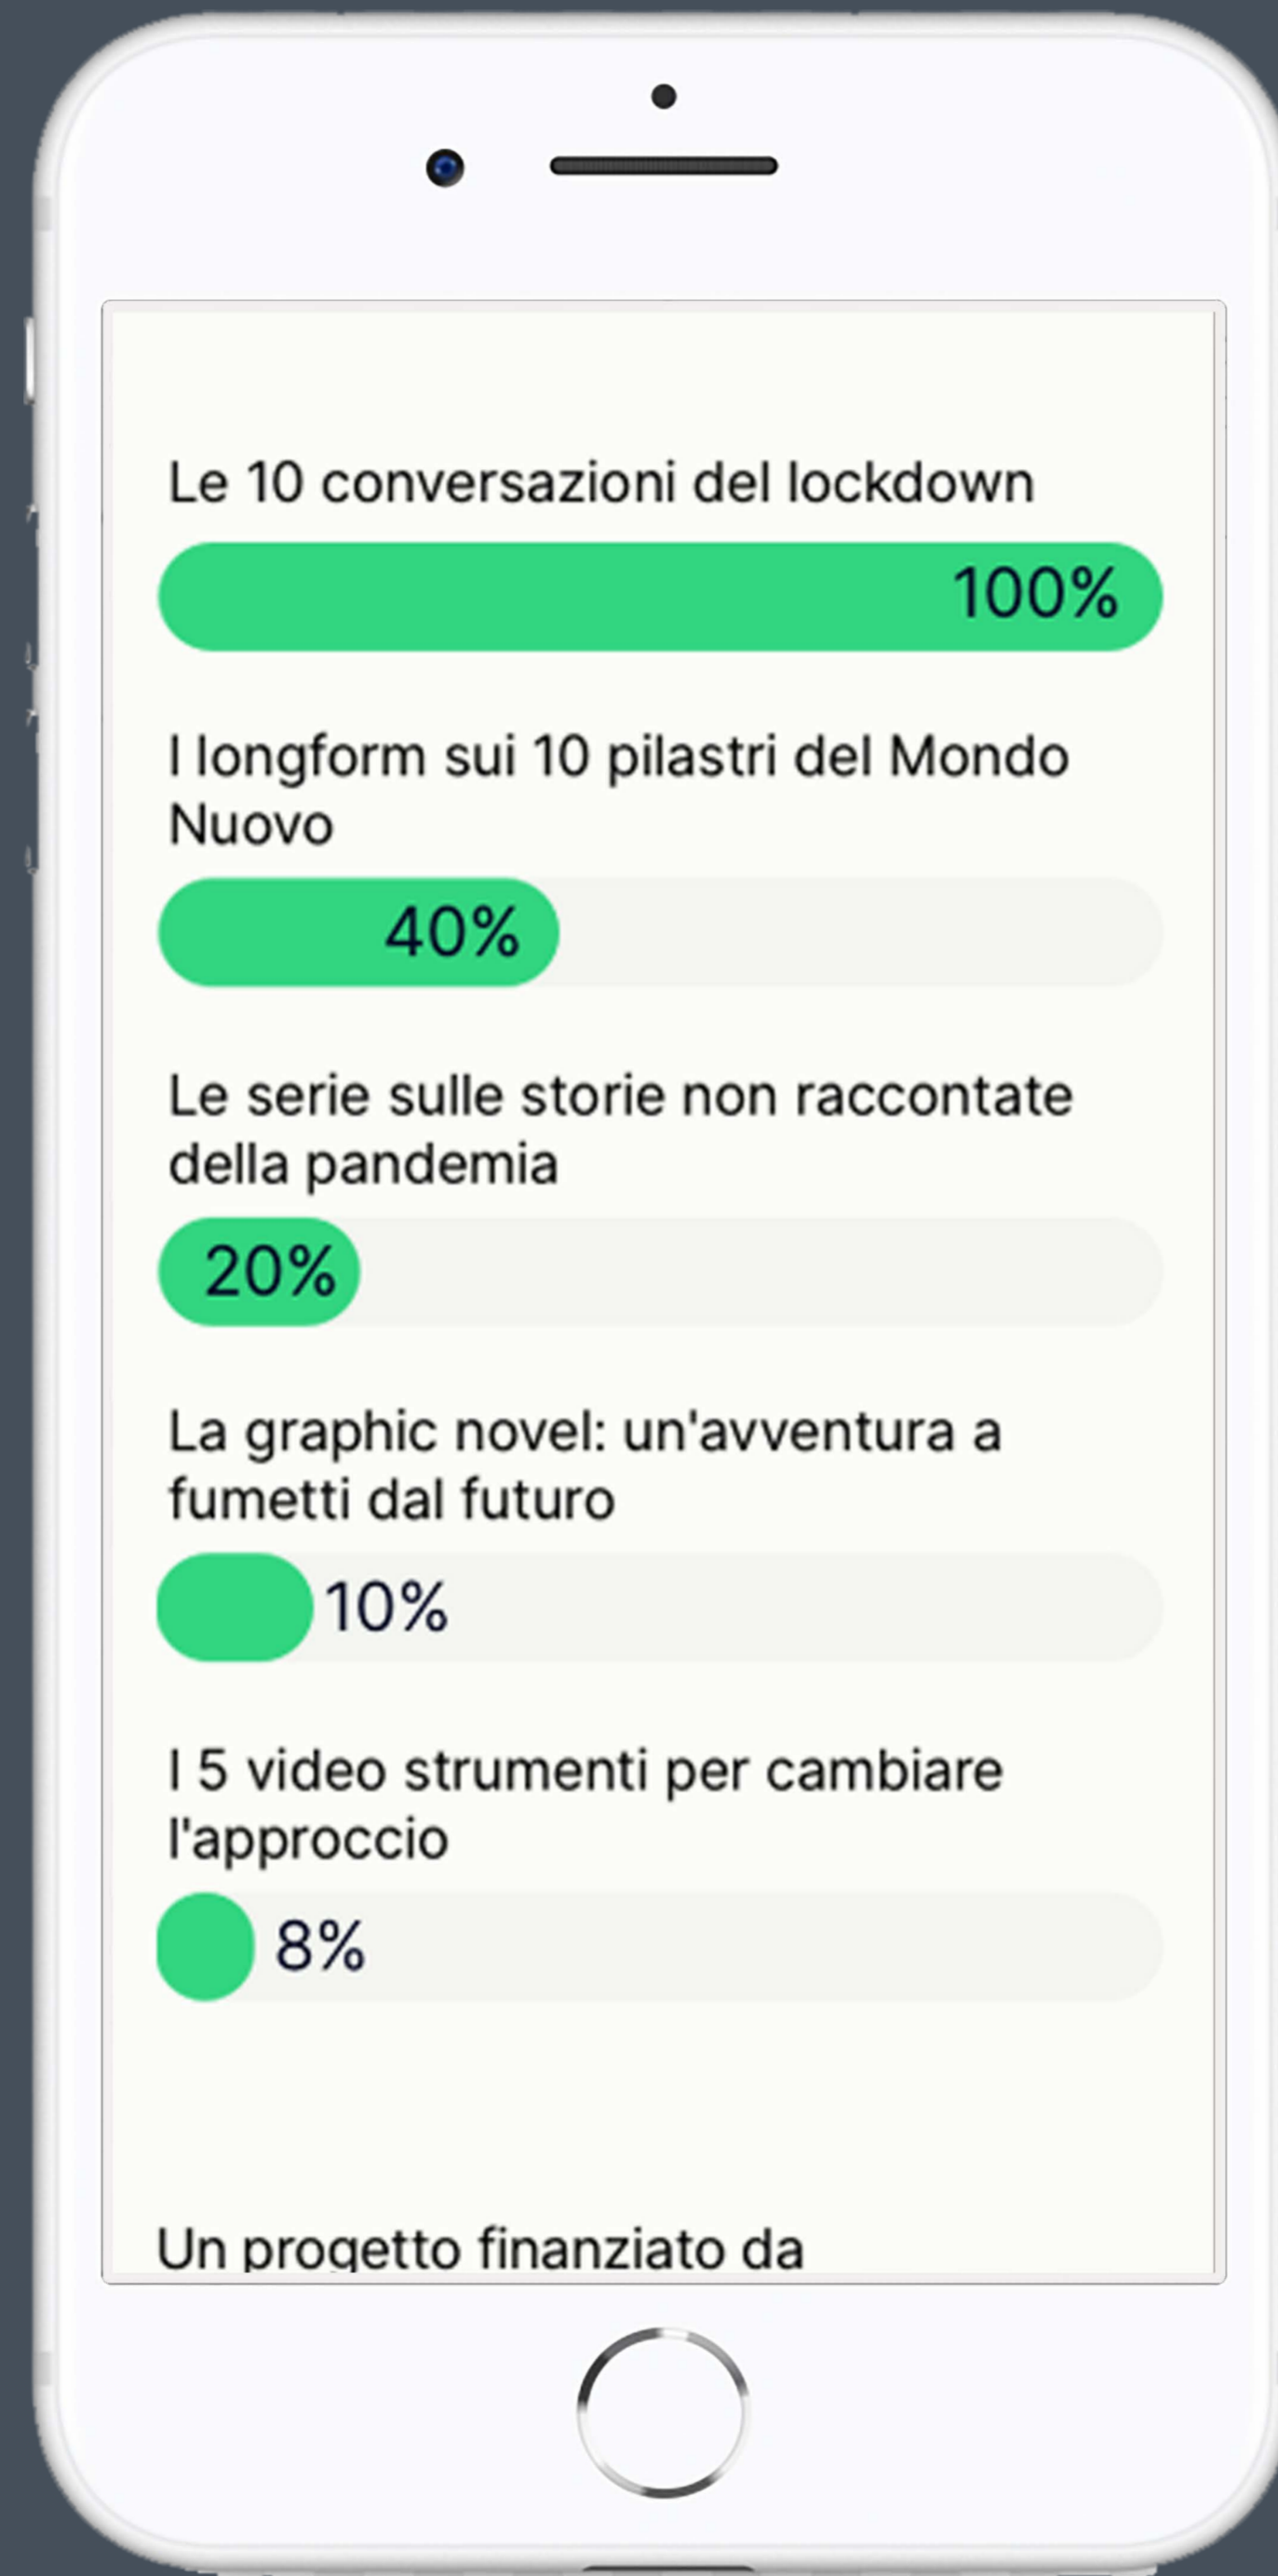 Le 10 conversazioni del lockdown
100%
I longform sui 10 pilastri del Mondo
Nuovo
40%
Le serie sulle storie non raccontate
della pandemia
20%
La graphic novel: un'avventura a
fumetti dal futuro
10%
I 5 video strumenti per cambiare
l'approccio
8%
Un progetto finanziato da